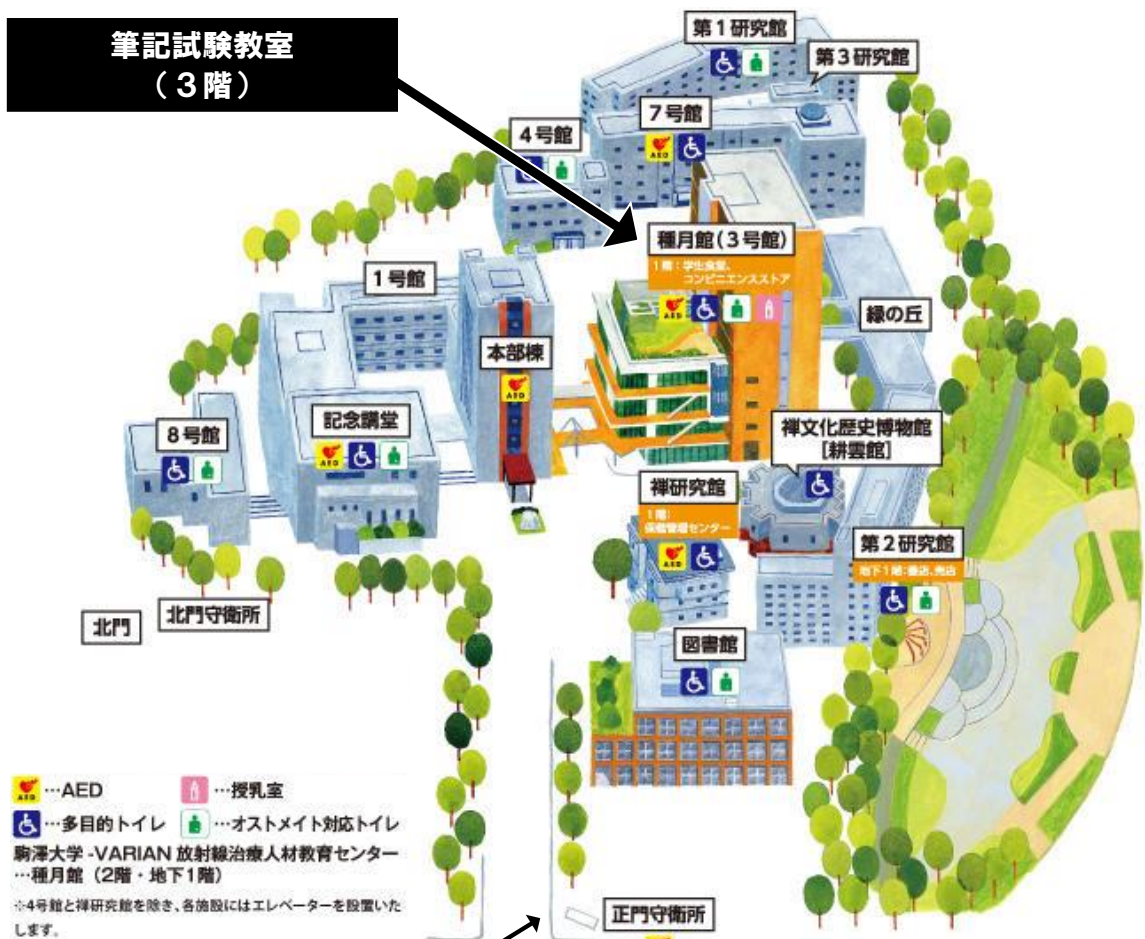 筆記試験教室
(3階)
第1研究館
第3研究館
7号館
AED
4号館
種月館(3号館)
1階:学生食堂、
コンビニエンスストア
AED
1号館
緑の丘
本部棟
AED
禅文化歴史博物館
[耕雲館]
8号館
記念講堂
AED
禅研究館
1階:
保健管理センター
AED
第2研究館
地下1階:書店、売店
北門
北門守衛所
図書館
AED …AED
…授乳室
…多目的トイレ
…オストメイト対応トイレ
駒澤大学-VARIAN 放射線治療人材教育センター
…種月館(2階・地下1階)
※4号館と禅研究館を除き、各施設にはエレベーターを設置いた
します。
正門守衛所